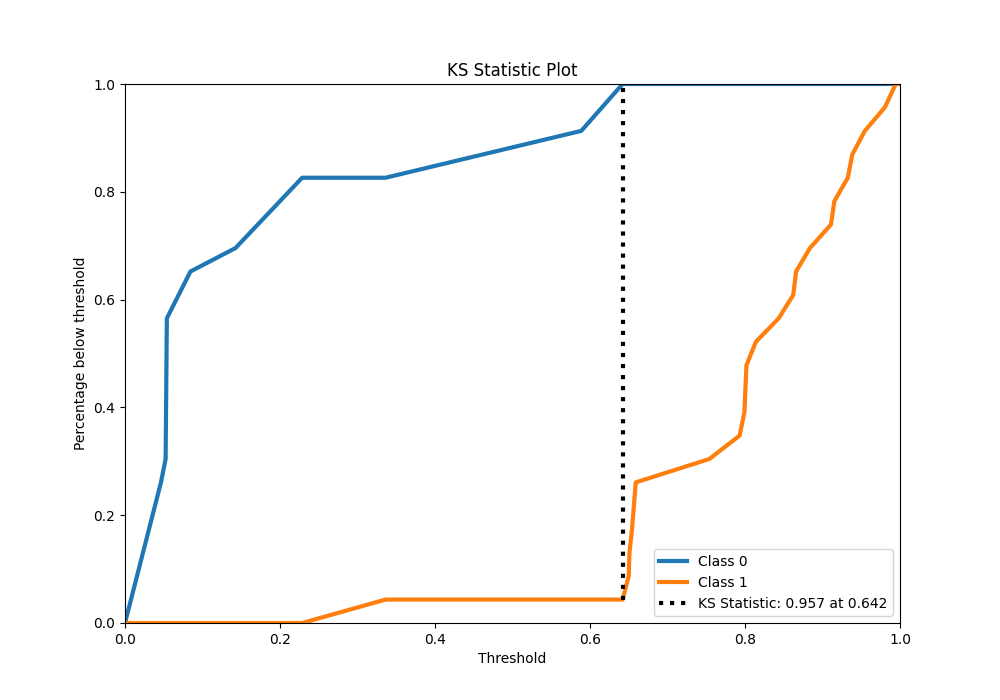 KS Statistic Plot
1.0
0.8
0.6
0.4
0.2
0.0
Percentage below threshold
0.0 0.2 0.4 0.6 0.8 1.0
Threshold
Class 0
Class 1
KS Statistic: 0.957 at 0.642